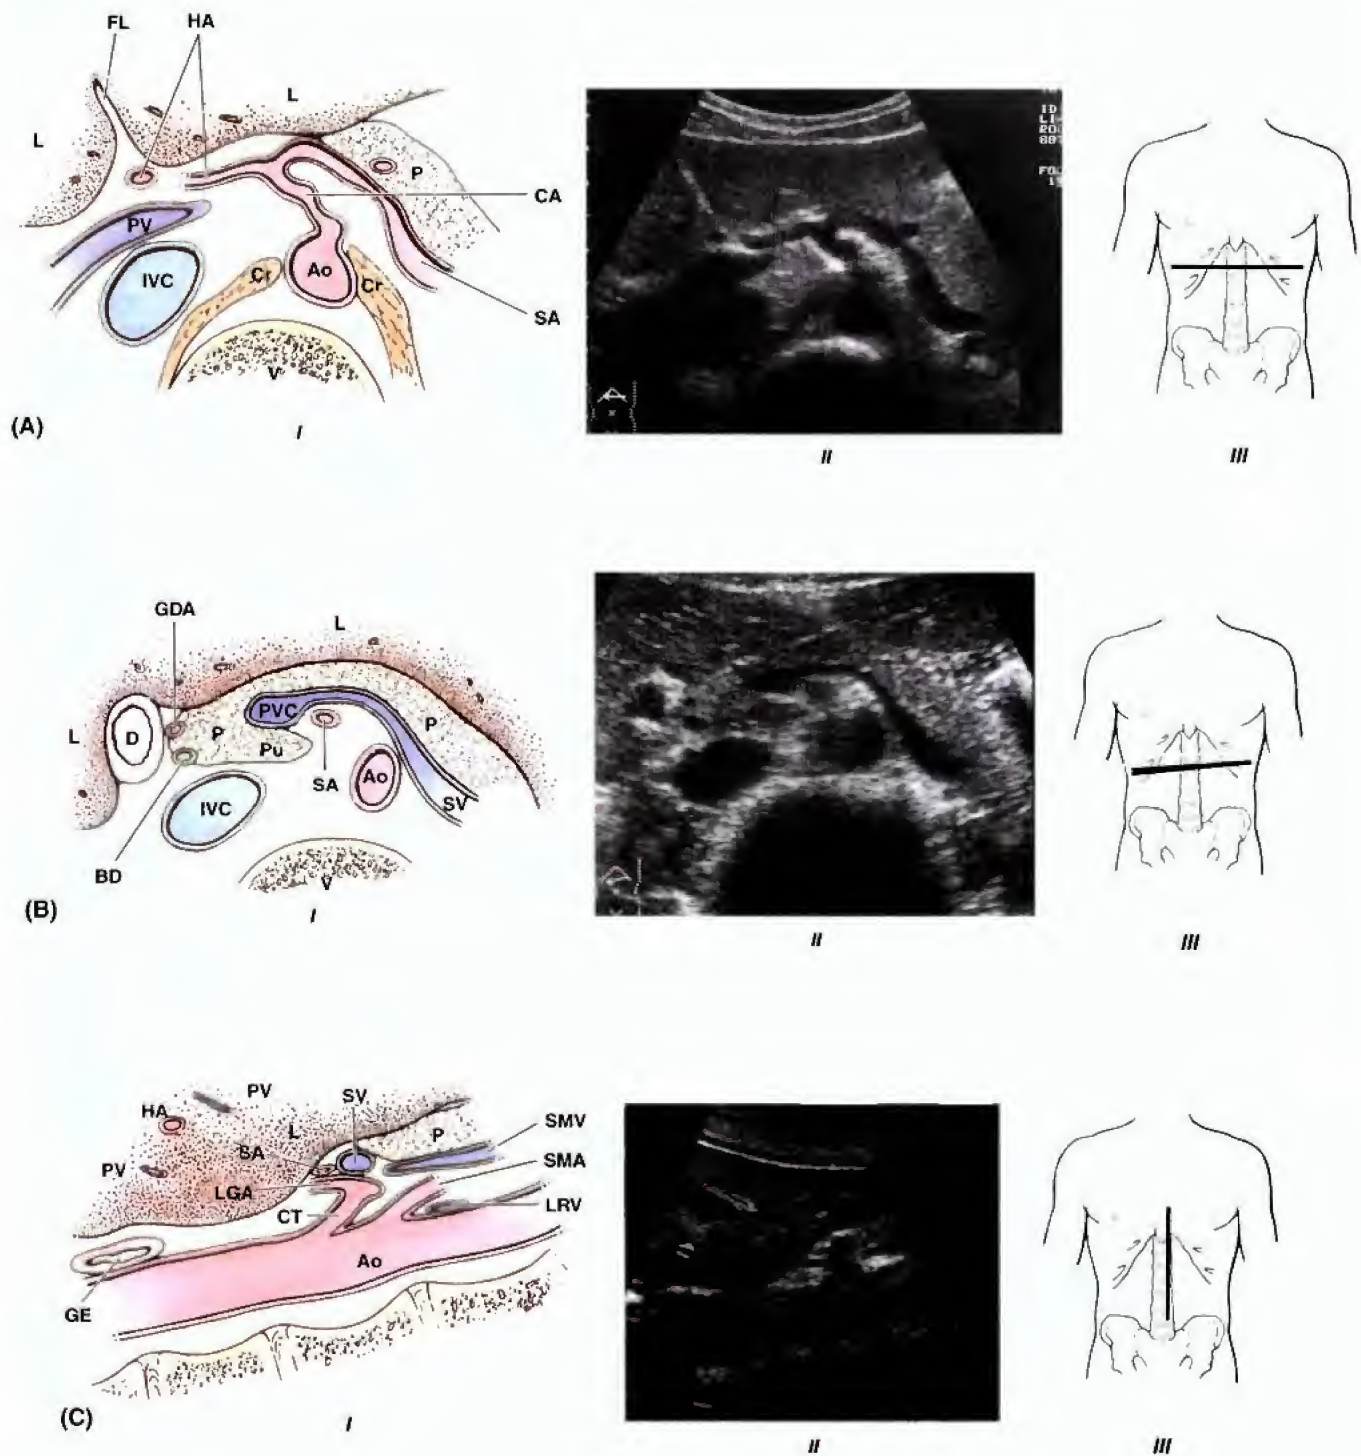 FL HA
L
L
P
CA
PV
Cr
Ao
Cr
IVC
SA
V
(A)
I
II
III
GDA
L
PVC
P
L
D
P
Pu
Ao
SA
SV
IVC
BD
V
(B)
I
II
III
PV SV
HA
SMV
L
P
SA
SMA
PV
LGA
LRV
CT
Ao
GE
(C)
I
II
III